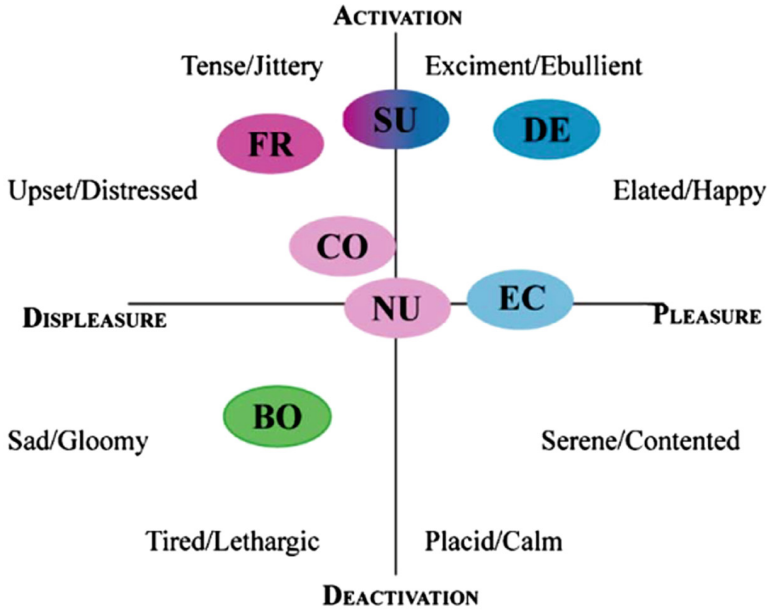 ACTIVATION
Tense/Jittery
Exciment/Ebullient
SU
DE
FR
Upset/Distressed
Elated/Happy
CO
NU
EC
DISPLEASURE
PLEASURE
BO
Sad/Gloomy
Serene/Contented
Tired/Lethargic
Placid/Calm
DEACTIVATION